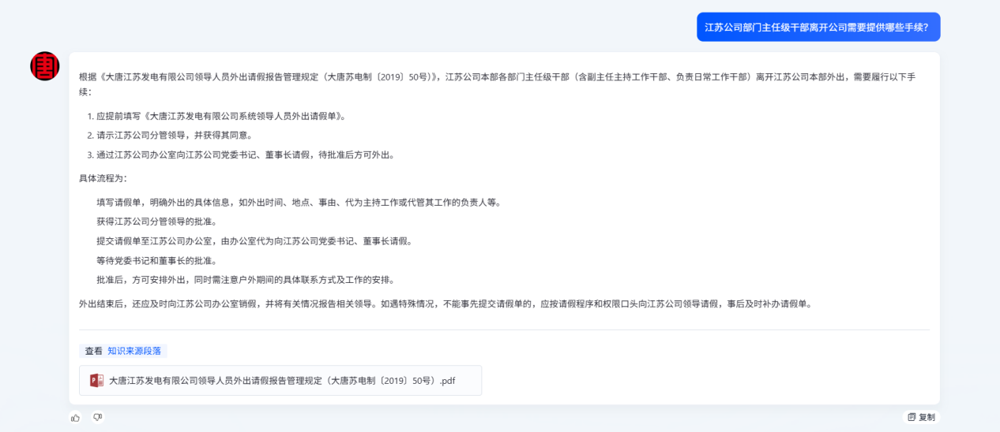 江苏公司部门主任级干部离开公司需要提供哪些手续?
唐
根据《大唐江苏发电有限公司领导人员外出请假报告管理规定（大唐苏电制〔2019〕50号）》，江苏公司本部各部门主任级干部（含副主任主持工作干部、负责日常工作干部）离开江苏公司本部外出，需要履行以下手
续：
1. 应提前填写《大唐江苏发电有限公司系统领导人员外出请假单》。
2. 请示江苏公司分管领导，并获得其同意。
3. 通过江苏公司办公室向江苏公司党委书记、董事长请假，待批准后方可外出。
具体流程为：
填写请假单，明确外出的具体信息，如外出时间、地点、事由、代为主持工作或代管其工作的负责人等。
获得江苏公司分管领导的批准。
提交请假单至江苏公司办公室，由办公室代为向江苏公司党委书记、董事长请假。
等待党委书记和董事长的批准。
批准后，方可安排外出，同时需注意户外期间的具体联系方式及工作的安排。
外出结束后，还应及时向江苏公司办公室销假，并将有关情况报告相关领导。如遇特殊情况，不能事先提交请假单的，应按请假程序和权限口头向江苏公司领导请假，事后及时补办请假单。
查看 知识来源段落
大唐江苏发电有限公司领导人员外出请假报告管理规定（大唐苏电制〔2019〕50号）.pdf
复制